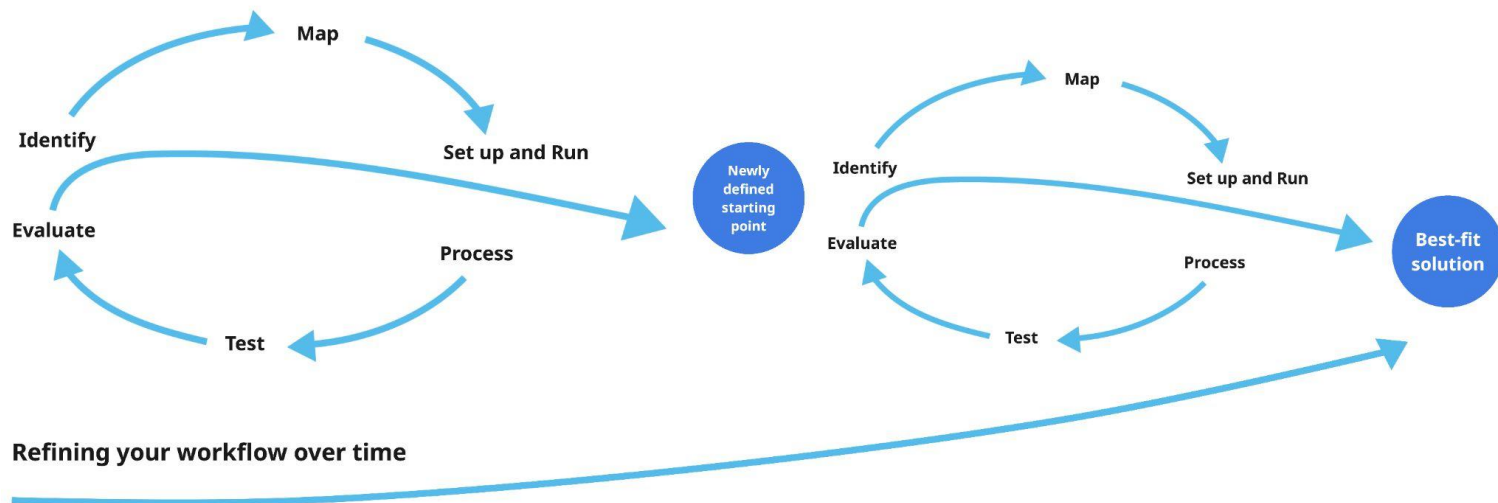 Map
Identify
Set up and Run
Evaluate
Process
Test
Newly
defined
starting
point
Map
Identify
Set up and Run
Evaluate
Process
Test
Best-fit
solution
Refining your workflow over time